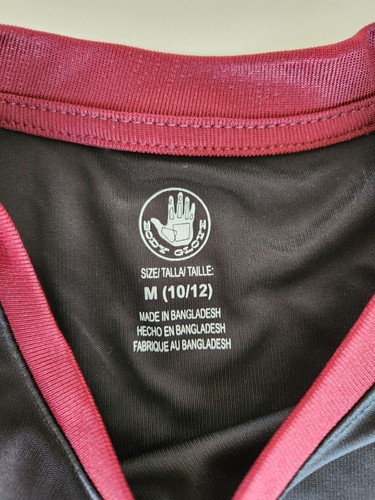 BODY GLOVE
SIZE/ TALLA/ TAILLE:
M (10/12)
MADE IN BANGLADESH
HECHO EN BANGLADESH
FABRIQUE AU BANGLADESH